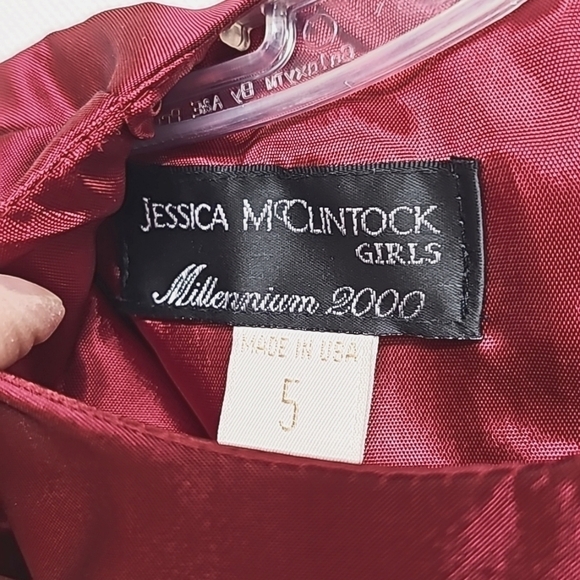 JESSICA MCCLINTOCK
GIRLS
Millennium 2000
MADE IN USA
5